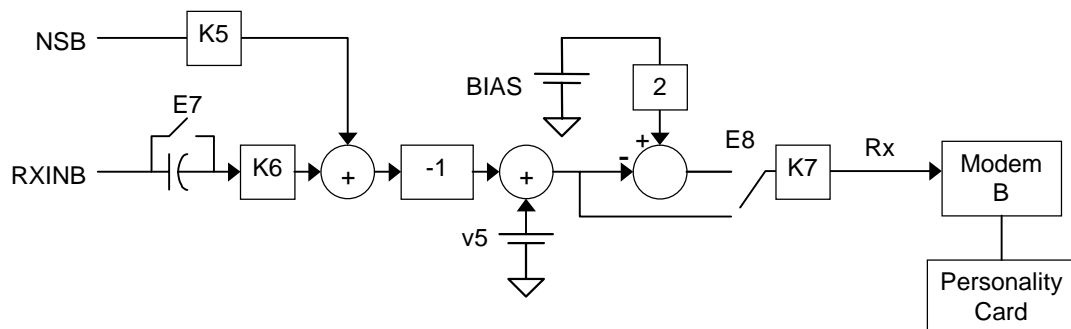 NSB
K5
BIAS
2
E7
E8
RXINB
K6
+
-1
+
+
-
K7
Rx
Modem
B
v5
Personality
Card